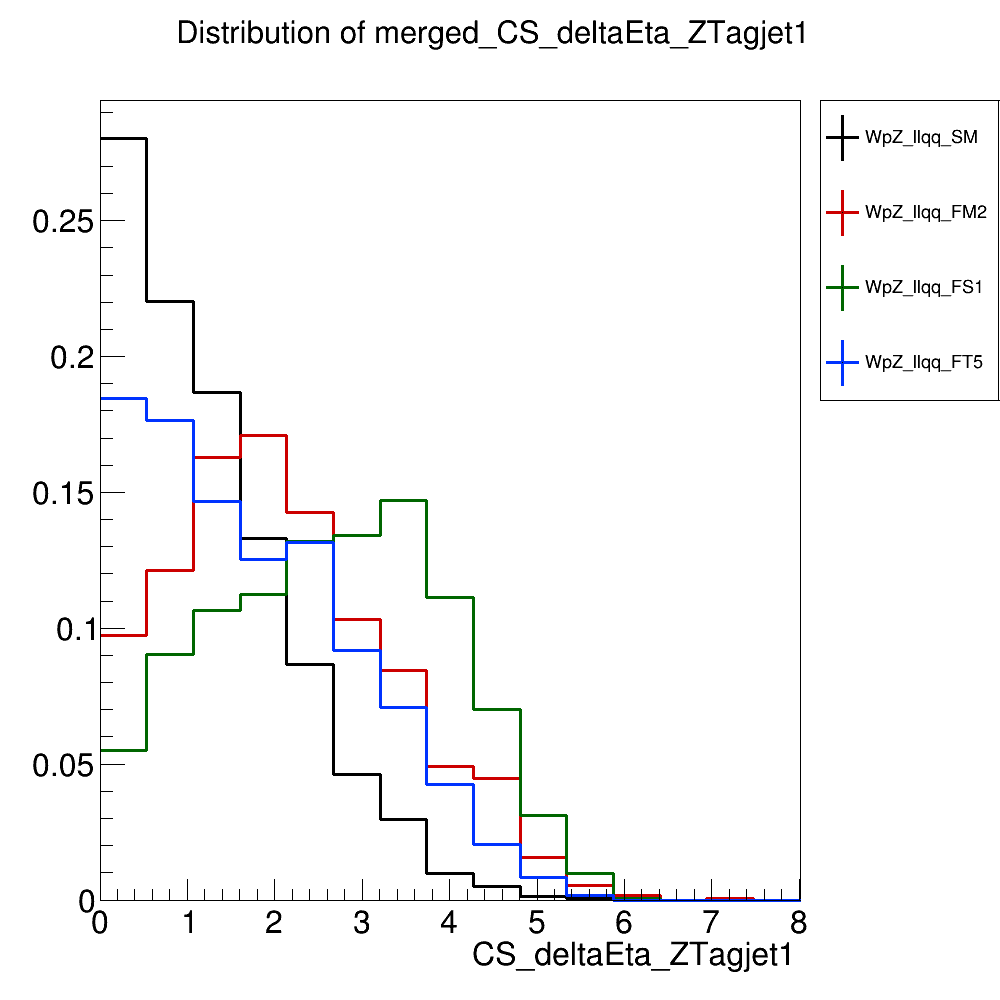 Distribution of merged_CS_deltaEta_ZTagjet1
WpZ_llqq_SM
WpZ_llqq_FM2
WpZ_llqq_FS1
WpZ_llqq_FT5
0.25
0.2
0.15
0.1
0.05
0
0 1 2 3 4 5 6 7 8
CS_deltaEta_ZTagjet1